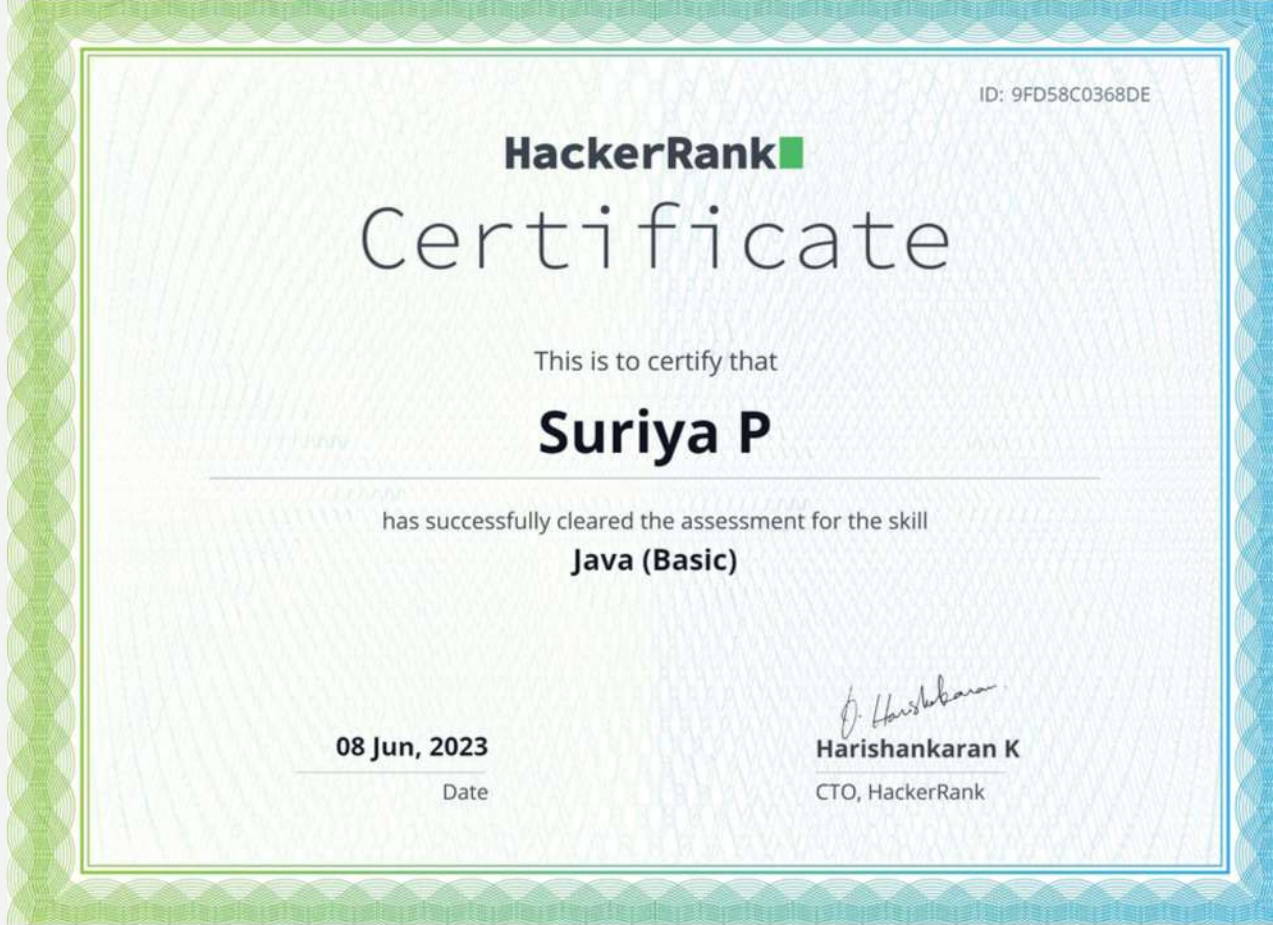 ID: 9FD58C0368DE
HackerRank
Certificate
This is to certify that
Suriya P
has successfully cleared the assessment for the skill
Java (Basic)
08 Jun, 2023
Date
Harishankaran K
CTO, HackerRank